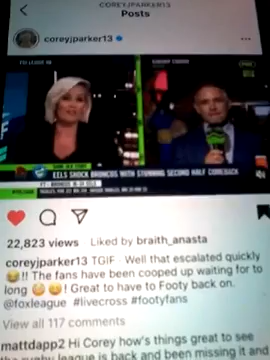 COREYJPARKER13
Posts
coreyjparker13
EELS SHOCK BRONCOS WITH STUNNING SECOND HALF COMEBACK
22,823 views Liked by braith_anasta
coreyjparker13 TGIF - Well that escalated quickly
😂!! The fans have been cooped up waiting for to
long 😂😂! Great to have to Footy back on.
@foxleague #livecross #footyfans
View all 117 comments
mattdapp2 Hi Corey how's things great to see
the rugby league is back and been missing it and